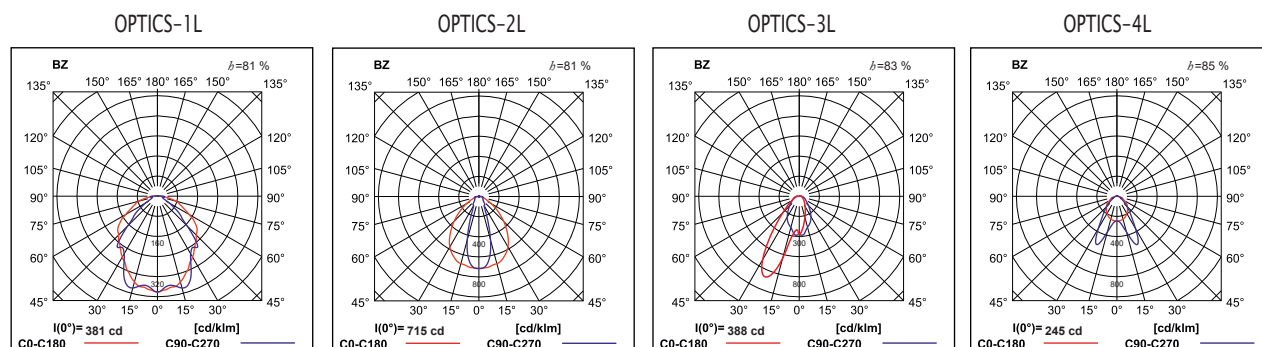 OPTICS-1L
BZ
ℎ=81 %
135° 150° 165° 180° 165° 150° 135°
120° 120°
105° 105°
90° 90°
75° 75°
160
60° 60°
320
45° 30° 15° 0° 15° 30° 45°
I(0°)= 381 cd [cd/klm]
C0-C180 C90-C270
OPTICS-2L
BZ
ℎ=81 %
135° 150° 165° 180° 165° 150° 135°
120° 120°
105° 105°
90° 90°
75° 75°
400
60° 60°
800
45° 30° 15° 0° 15° 30° 45°
I(0°)= 715 cd [cd/klm]
C0-C180 C90-C270
OPTICS-3L
BZ
ℎ=83 %
135° 150° 165° 180° 165° 150° 135°
120° 120°
105° 105°
90° 90°
75° 75°
300
60° 60°
800
45° 30° 15° 0° 15° 30° 45°
I(0°)= 388 cd [cd/klm]
C0-C180 C90-C270
OPTICS-4L
BZ
ℎ=85 %
135° 150° 165° 180° 165° 150° 135°
120° 120°
105° 105°
90° 90°
75° 75°
400
60° 60°
800
45° 30° 15° 0° 15° 30° 45°
I(0°)= 245 cd [cd/klm]
C0-C180 C90-C270